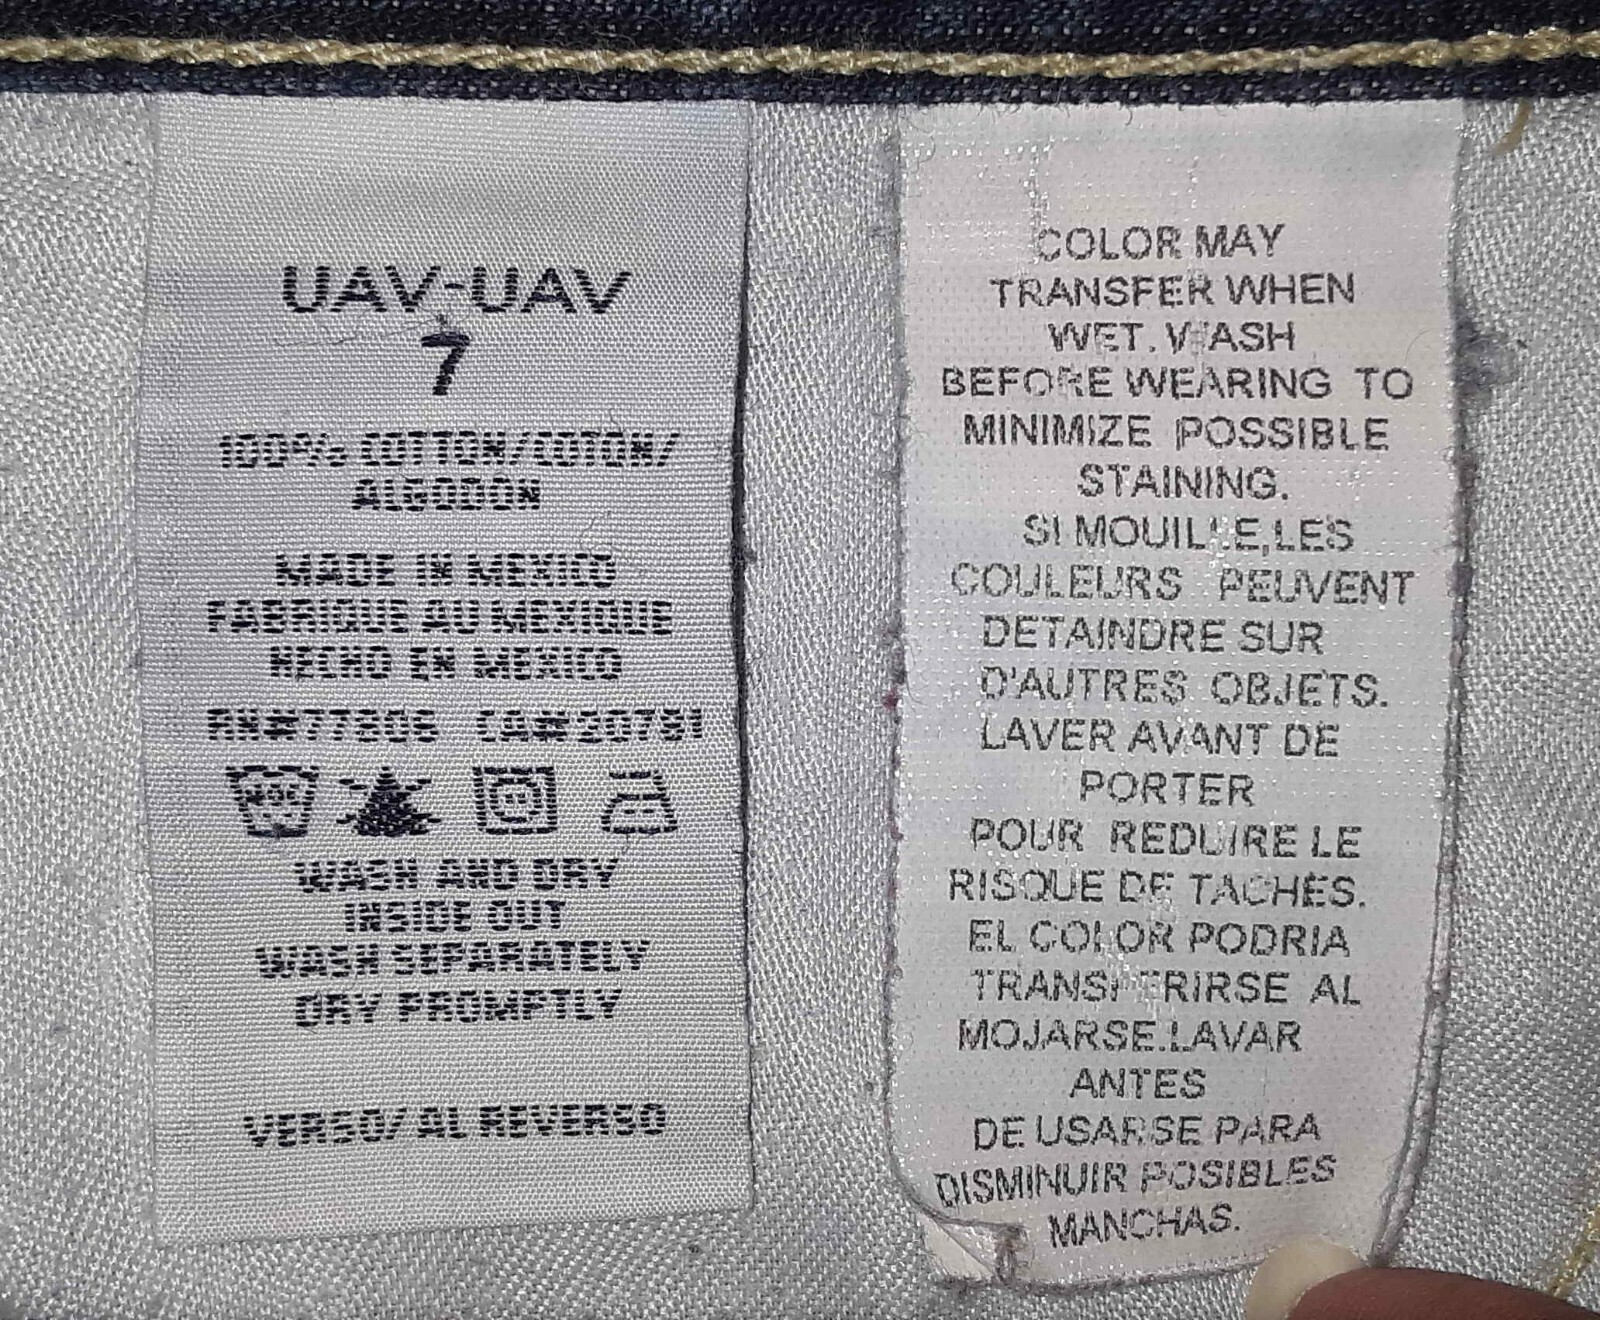 UAV-UAV
7
100% COTTON/COTON/
ALGODON
MADE IN MEXICO
FABRIQUE AU MEXIQUE
HECHO EN MEXICO
RN#77806 CA#20781
WASH AND DRY
INSIDE OUT
WASH SEPARATELY
DRY PROMPTLY
VERSO/ AL REVERSO
COLOR MAY
TRANSFER WHEN
WET. WASH
BEFORE WEARING TO
MINIMIZE POSSIBLE
STAINING.
SI MOUILLE,LES
COULEURS PEUVENT
DETAINDRE SUR
D'AUTRES OBJETS.
LAVER AVANT DE
PORTER
POUR REDUIRE LE
RISQUE DE TACHES.
EL COLOR PODRIA
TRANSFERIRSE AL
MOJARSE.LAVAR
ANTES
DE USARSE PARA
DISMINUIR POSIBLES
MANCHAS.